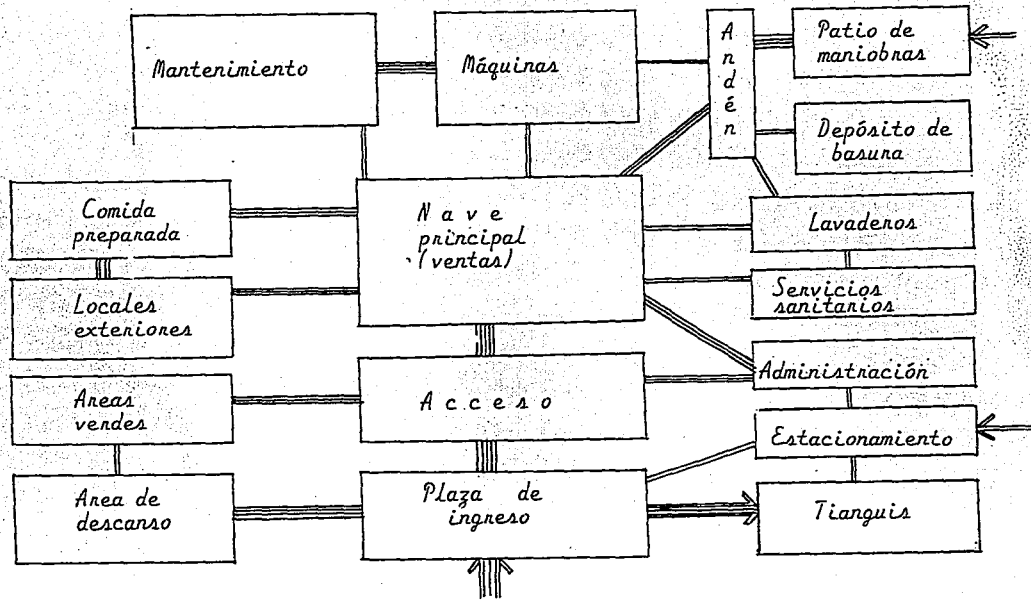 Mantenimiento
Máquinas
A
n
d
é
n
Patio de
maniobras
Depósito de
basura
Comida
preparada
N a v e
principal
(ventas)
Lavaderos
Locales
exteriores
Servicios
sanitarios
Areas
verdes
A c c e s o
Administración
Estacionamiento
Area de
descanso
Plaza de
ingreso
Tianguis